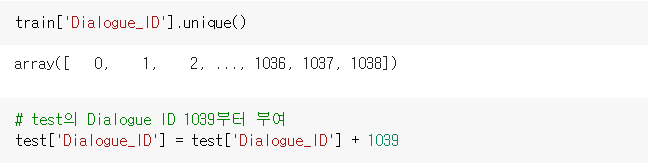 train['Dialogue_ID'].unique()
array([   0,    1,    2, ..., 1036, 1037, 1038])
# test의 Dialogue ID 1039부터 부여
test['Dialogue_ID'] = test['Dialogue_ID'] + 1039